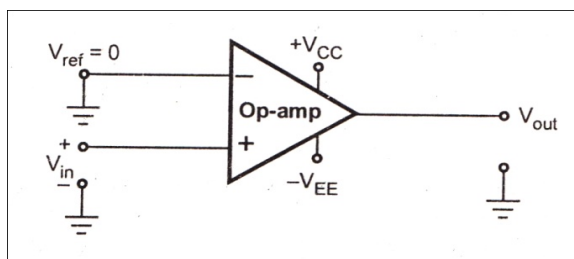 V_ref = 0
+V_CC
−
Op-amp
V_out
+
+
V_in
−
−V_EE